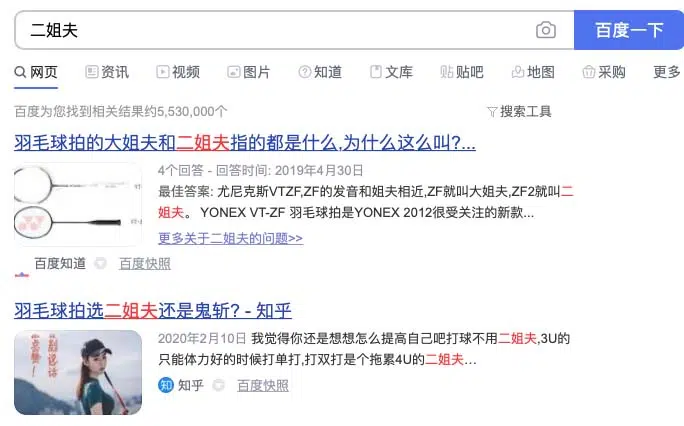 二姐夫
百度一下
网页 资讯 视频 图片 知道 文库 贴吧 地图 采购 更多
百度为您找到相关结果约5,530,000个 搜索工具
羽毛球拍的大姐夫和二姐夫指的都是什么,为什么这么叫?...
4个回答 - 回答时间: 2019年4月30日
最佳答案: 尤尼克斯VTZF,ZF的发音和姐夫相近,ZF就叫大姐夫,ZF2就叫二
姐夫。 YONEX VT-ZF 羽毛球拍是YONEX 2012很受关注的新款...
更多关于二姐夫的问题>>
百度知道 百度快照
羽毛球拍选二姐夫还是鬼斩? - 知乎
2020年2月10日 我觉得你还是想想怎么提高自己吧打球不用二姐夫,3U的
只能体力好的时候打单打,打双打是个拖累4U的二姐夫...
知 知乎 百度快照